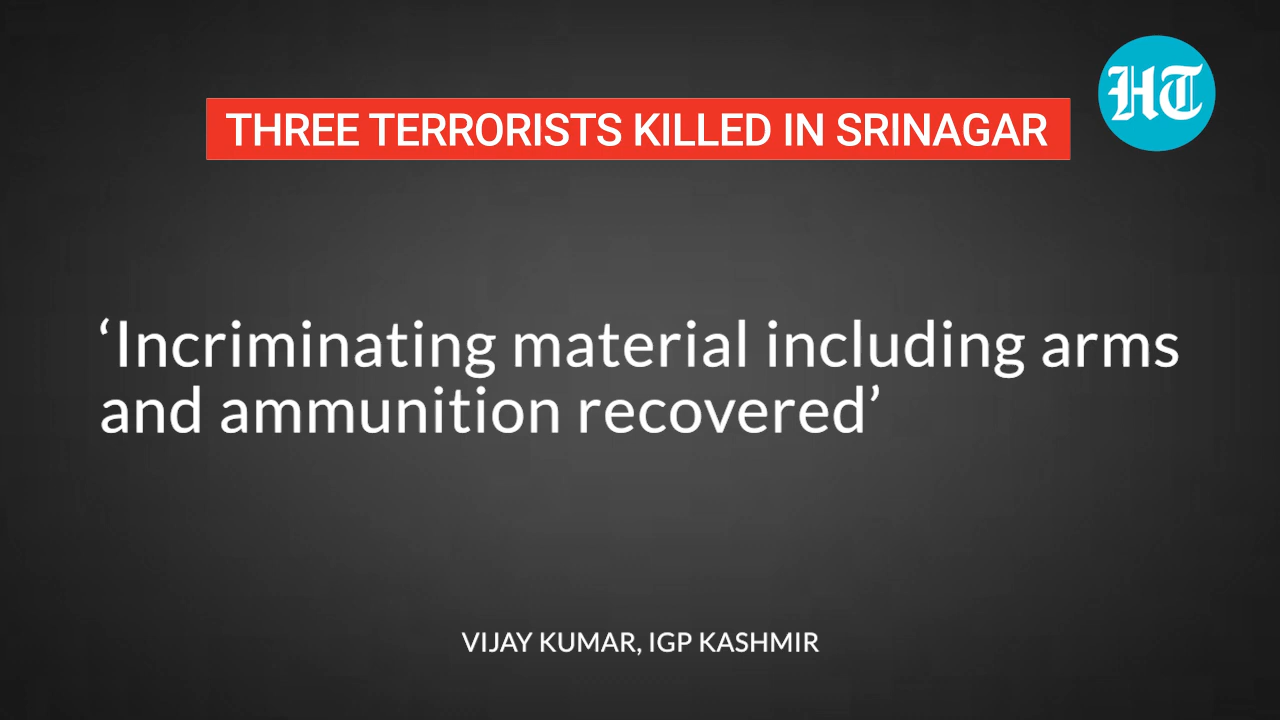 THREE TERRORISTS KILLED IN SRINAGAR
HT
‘Incriminating material including arms
and ammunition recovered’
VIJAY KUMAR, IGP KASHMIR